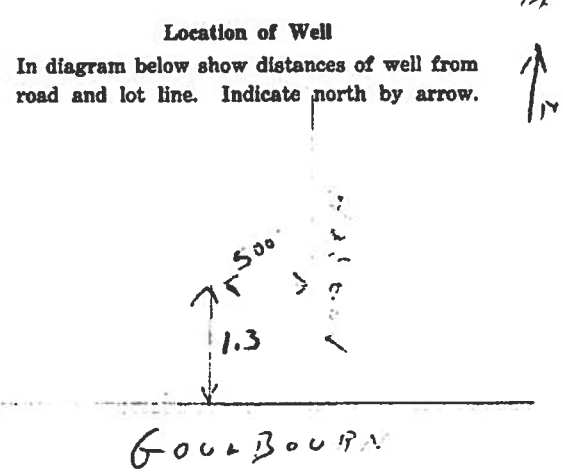 Location of Well
In diagram below show distances of well from
road and lot line. Indicate north by arrow.
N
500'
1.3
GOULBOURN